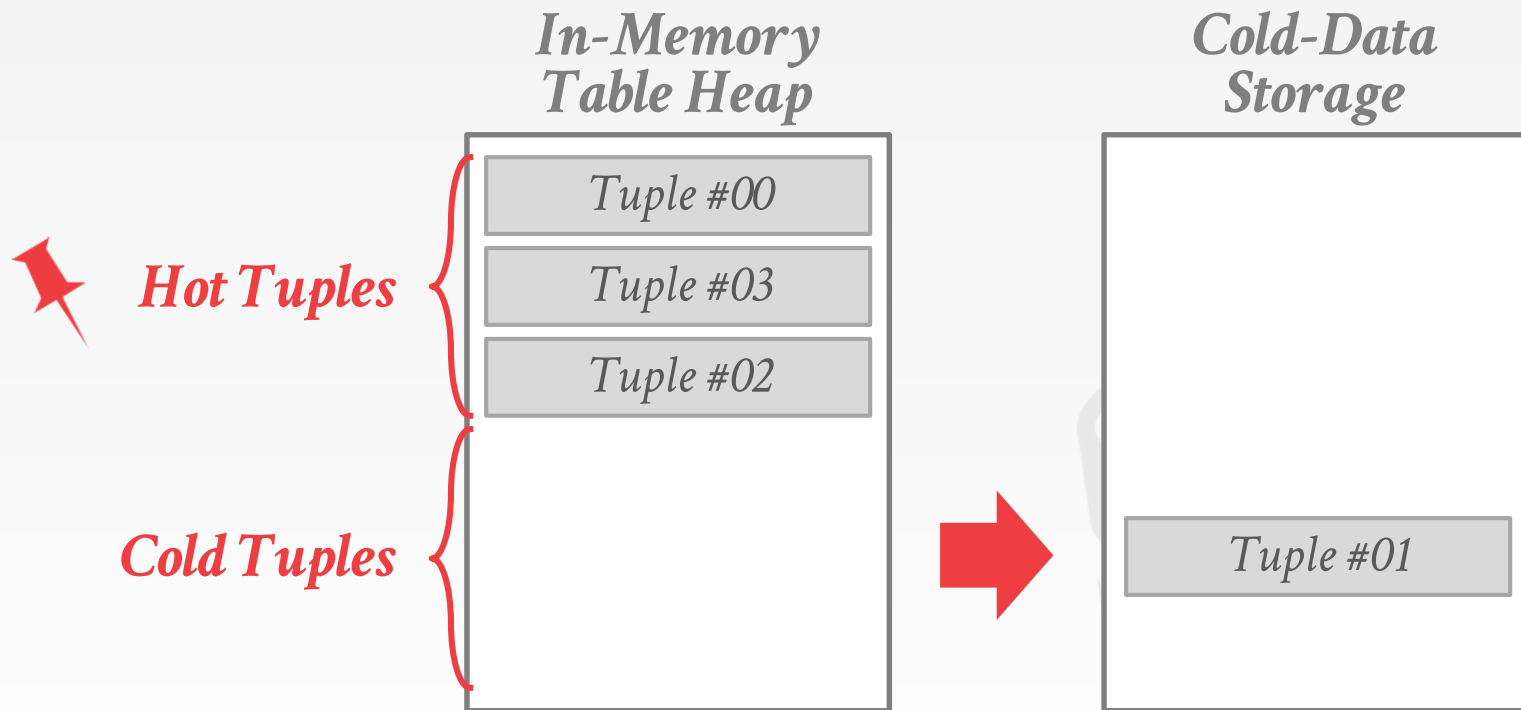 In-Memory
Table Heap
Cold-Data
Storage
Tuple #00
Hot Tuples
Tuple #03
Tuple #02
Cold Tuples
Tuple #01